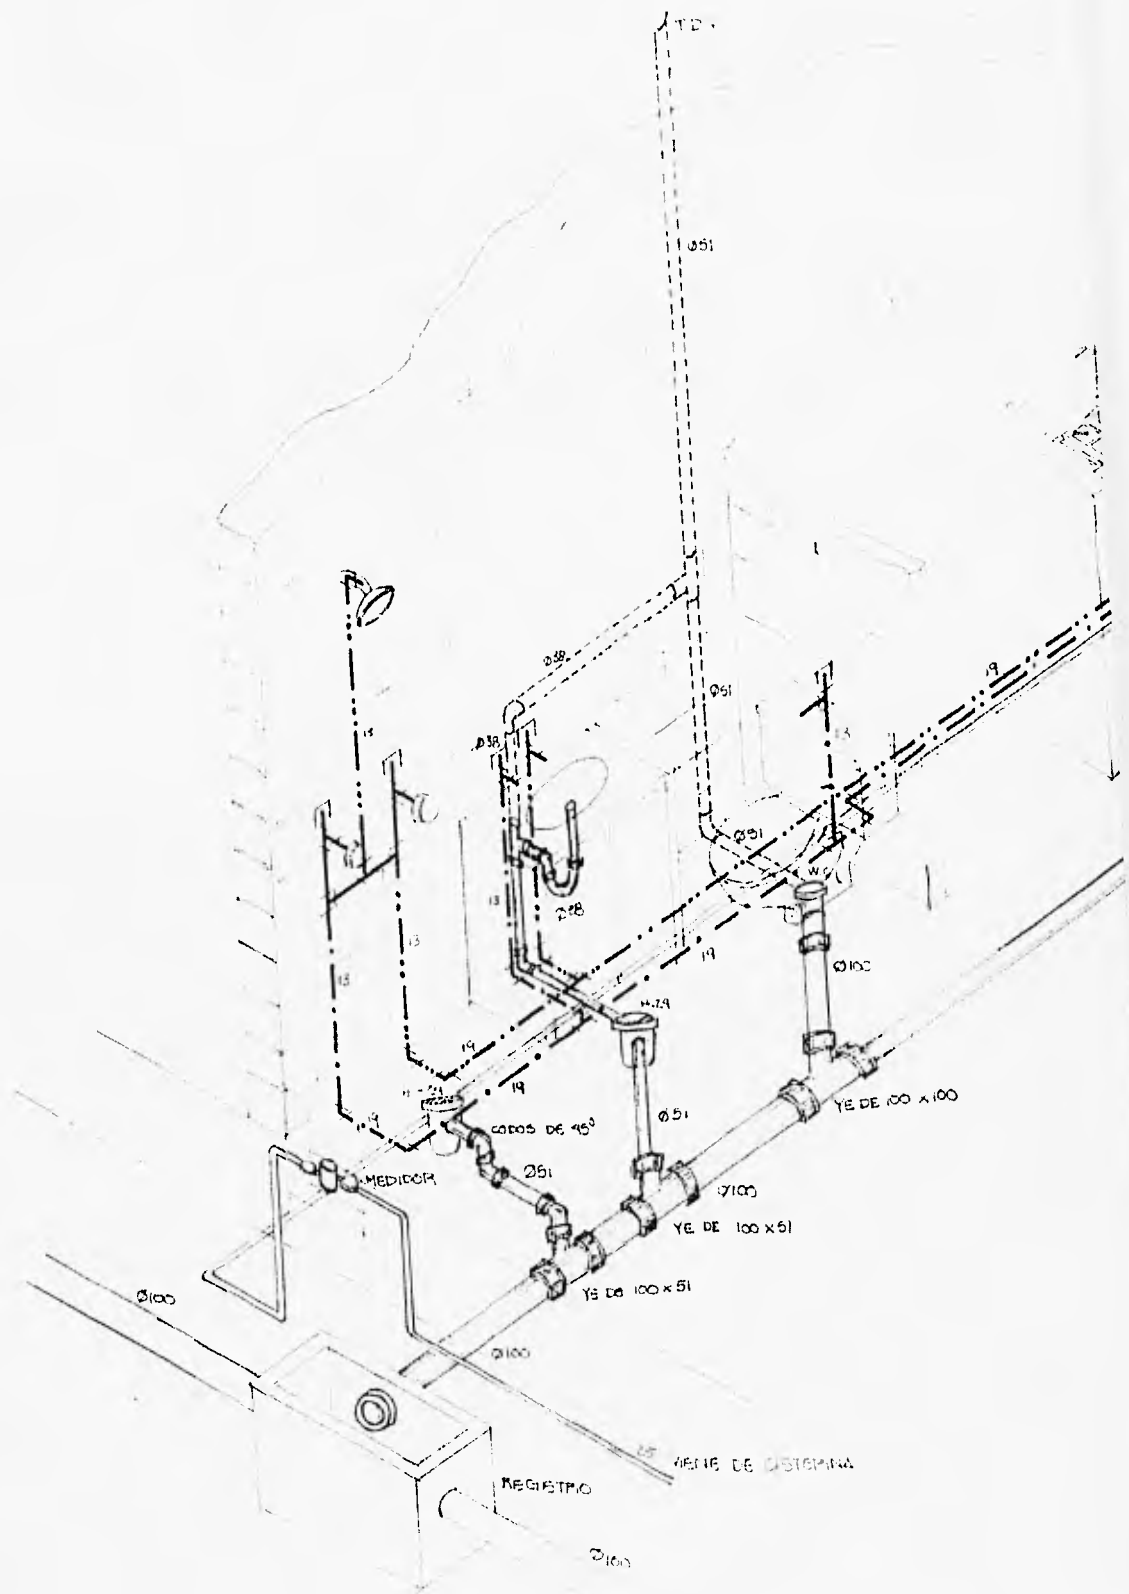 Ø51
Ø38
Ø51
19
Ø38
13
13
Ø51
W.C
Ø38
13
13
13
19
Ø100
19
19
19
Ø51
YE DE 100 x 100
CODOS DE 45°
Ø51
MEDIDOR
Ø100
YE DE 100 x 51
YE DE 100 x 51
Ø100
Ø100
VIENE DE CISTERNA
REGISTRO
Ø100